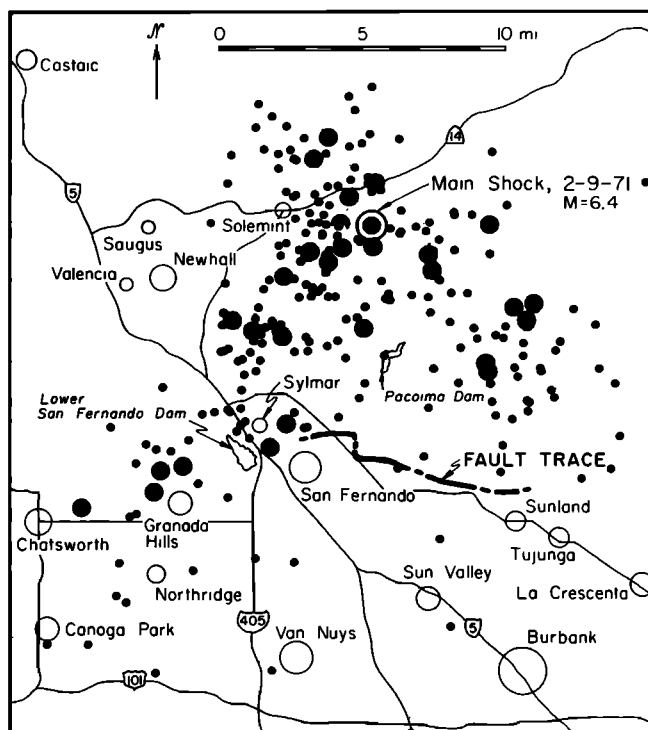 N
0 5 10 mi
Castaic
14
5
Main Shock, 2-9-71
M=6.4
Solemint
Saugus
Newhall
Valencia
Lower
San Fernando Dam
Sylmar
Pacoima Dam
FAULT TRACE
San Fernando
Sunland
Granada
Hills
Chatsworth
Tujunga
Northridge
Sun Valley
La Crescenta
Canoga Park
405
5
Van Nuys
Burbank
101